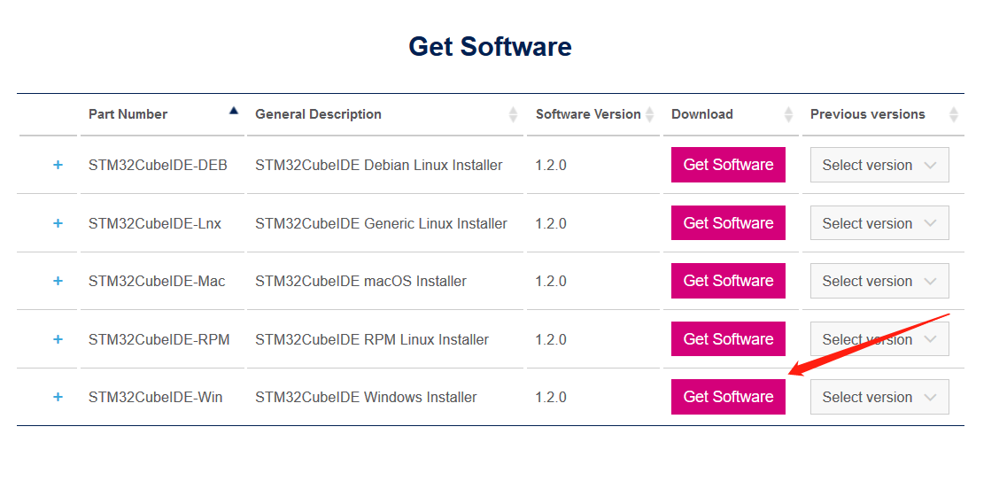 Get Software
Part Number General Description Software Version Download Previous versions
+ STM32CubeIDE-DEB STM32CubeIDE Debian Linux Installer 1.2.0 Get Software Select version
+ STM32CubeIDE-Lnx STM32CubeIDE Generic Linux Installer 1.2.0 Get Software Select version
+ STM32CubeIDE-Mac STM32CubeIDE macOS Installer 1.2.0 Get Software Select version
+ STM32CubeIDE-RPM STM32CubeIDE RPM Linux Installer 1.2.0 Get Software Select version
+ STM32CubeIDE-Win STM32CubeIDE Windows Installer 1.2.0 Get Software Select version